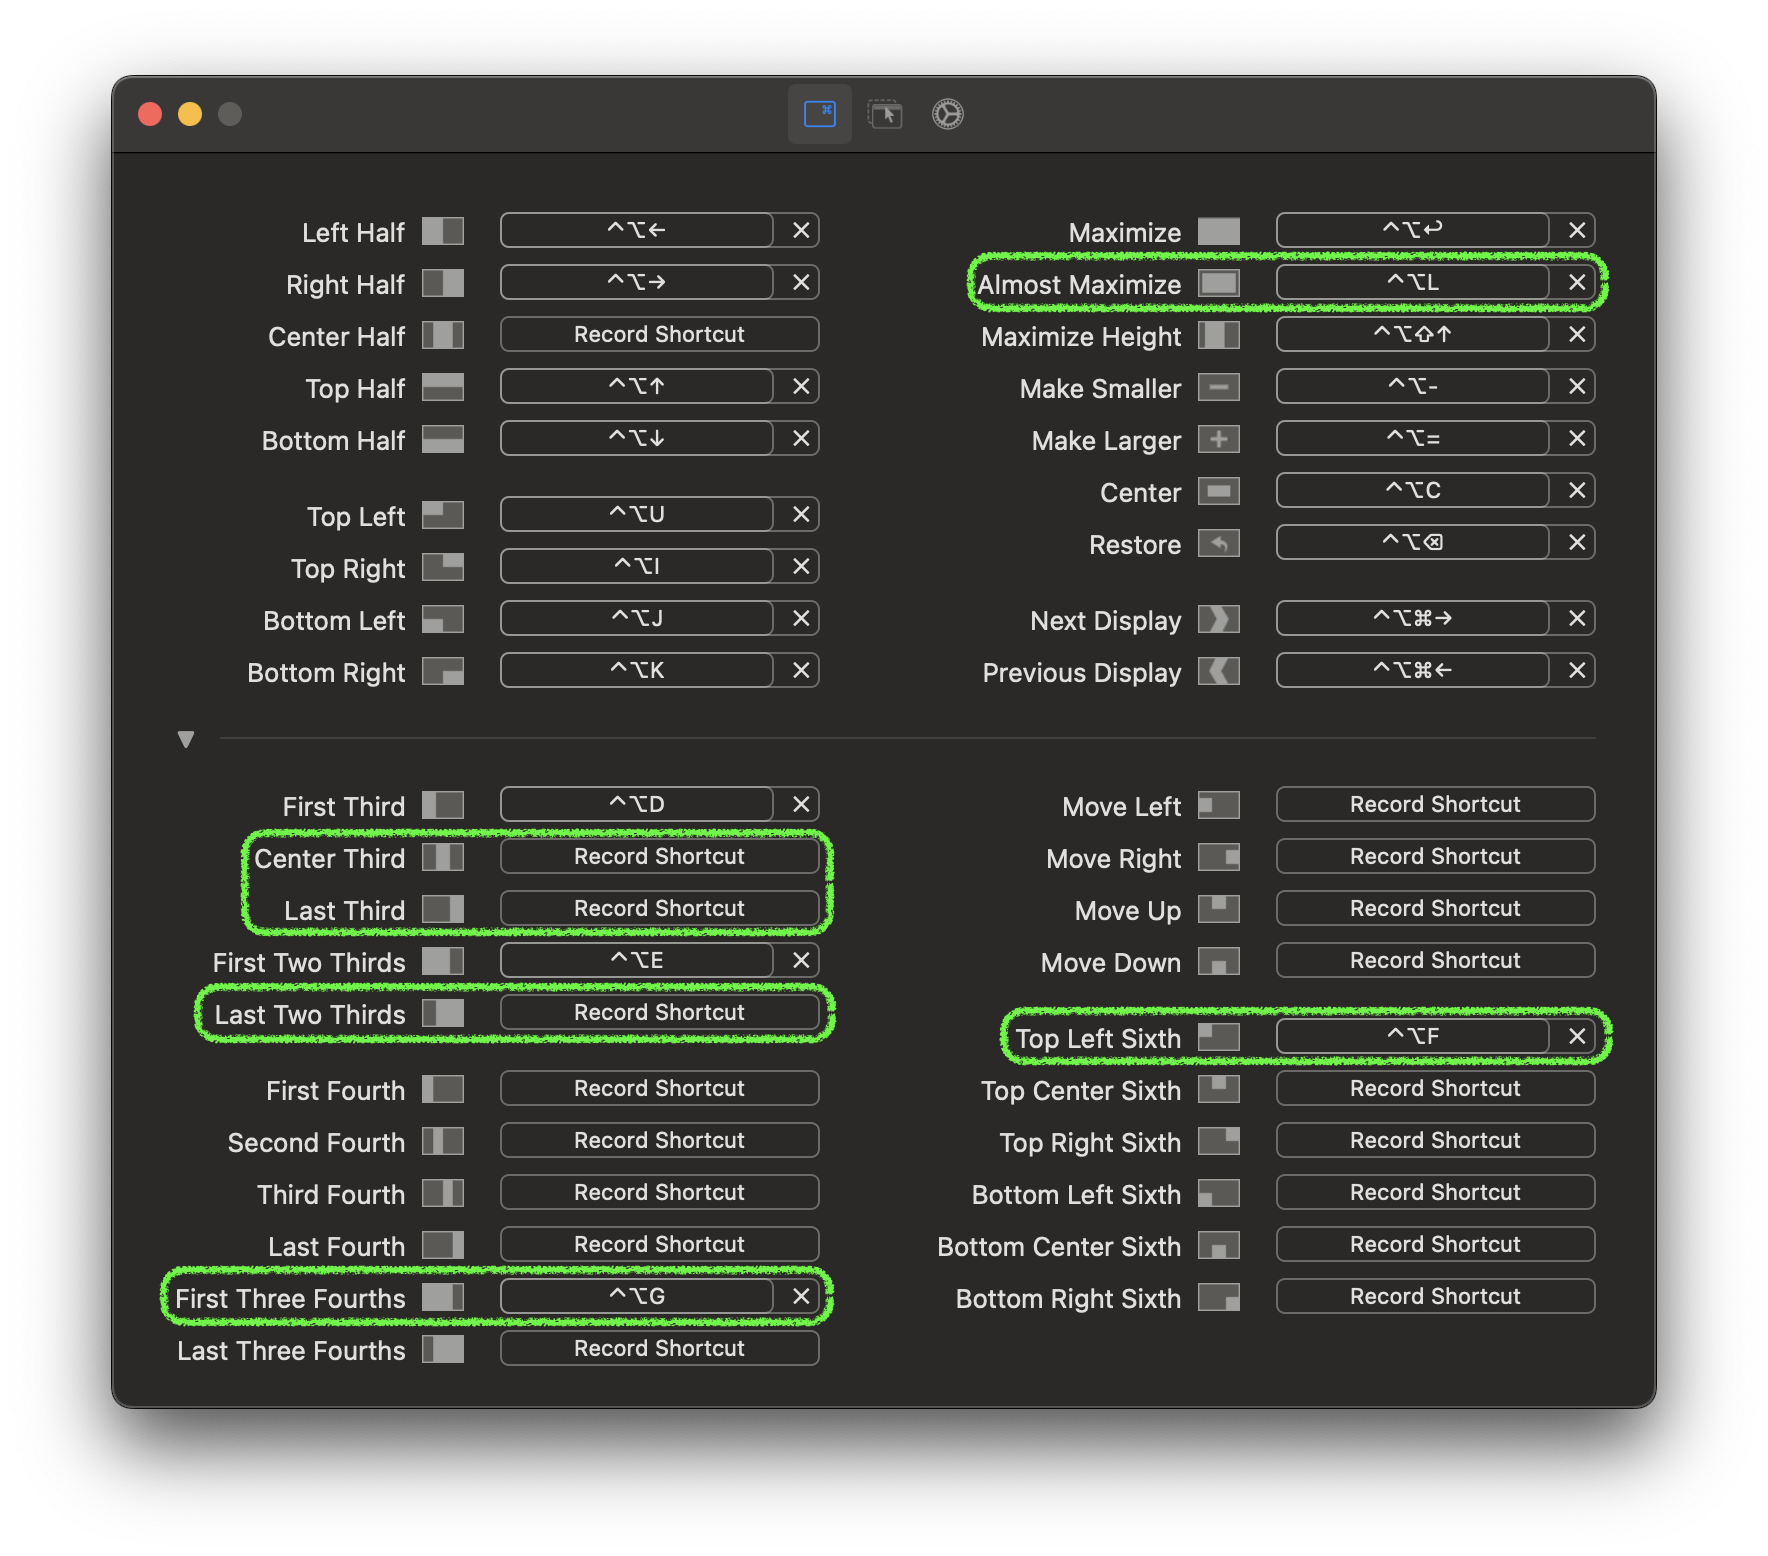 Left Half ^⌥←
Right Half ^⌥→
Center Half Record Shortcut
Top Half ^⌥↑
Bottom Half ^⌥↓
Top Left ^⌥U
Top Right ^⌥I
Bottom Left ^⌥J
Bottom Right ^⌥K
Maximize ^⌥↩
Almost Maximize ^⌥L
Maximize Height ^⌥⇧↑
Make Smaller ^⌥-
Make Larger ^⌥=
Center ^⌥C
Restore ^⌥⌫
Next Display ^⌥⌘→
Previous Display ^⌥⌘←
First Third ^⌥D
Center Third Record Shortcut
Last Third Record Shortcut
First Two Thirds ^⌥E
Last Two Thirds Record Shortcut
First Fourth Record Shortcut
Second Fourth Record Shortcut
Third Fourth Record Shortcut
Last Fourth Record Shortcut
First Three Fourths ^⌥G
Last Three Fourths Record Shortcut
Move Left Record Shortcut
Move Right Record Shortcut
Move Up Record Shortcut
Move Down Record Shortcut
Top Left Sixth ^⌥F
Top Center Sixth Record Shortcut
Top Right Sixth Record Shortcut
Bottom Left Sixth Record Shortcut
Bottom Center Sixth Record Shortcut
Bottom Right Sixth Record Shortcut